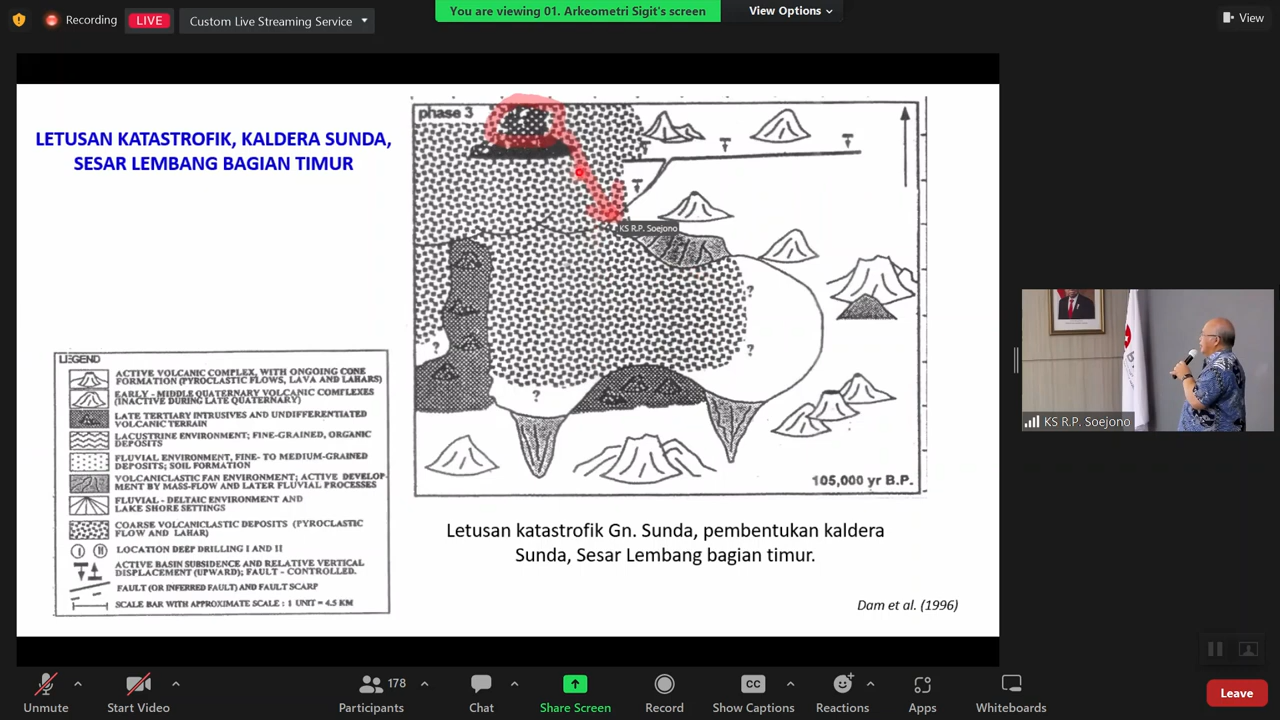 Recording
LIVE
Custom Live Streaming Service
You are viewing 01. Arkeometri Sigit's screen
View Options
View
LETUSAN KATASTROFIK, KALDERA SUNDA,
SESAR LEMBANG BAGIAN TIMUR
phase 3
KS R.P. Soejono
?
?
?
?
105,000 yr B.P.
LEGEND
ACTIVE VOLCANIC COMPLEX, WITH ONGOING CONE
FORMATION (PYROCLASTIC FLOWS, LAVA AND LAHARS)
EARLY - MIDDLE QUATERNARY VOLCANIC COMPLEXES
(INACTIVE DURING LATE QUATERNARY)
LATE TERTIARY INTRUSIVES AND UNDIFFERENTIATED
VOLCANIC TERRAIN
LACUSTRINE ENVIRONMENT; FINE-GRAINED, ORGANIC
DEPOSITS
FLUVIAL ENVIRONMENT, FINE- TO MEDIUM-GRAINED
DEPOSITS; SOIL FORMATION
VOLCANICLASTIC FAN ENVIRONMENT; ACTIVE DEVELOP-
MENT BY MASS-FLOW AND LATER FLUVIAL PROCESSES
FLUVIAL - DELTAIC ENVIRONMENT AND
LAKE SHORE SETTINGS
COARSE VOLCANICLASTIC DEPOSITS (PYROCLASTIC
FLOW AND LAHAR)
I II LOCATION DEEP DRILLING I AND II
ACTIVE BASIN SUBSIDENCE AND RELATIVE VERTICAL
DISPLACEMENT (UPWARD); FAULT - CONTROLLED.
FAULT (OR INFERRED FAULT) AND FAULT SCARP
SCALE BAR WITH APPROXIMATE SCALE : 1 UNIT = 4.5 KM
Letusan katastrofik Gn. Sunda, pembentukan kaldera
Sunda, Sesar Lembang bagian timur.
Dam et al. (1996)
KS R.P. Soejono
Unmute
Start Video
178
Participants
Chat
Share Screen
Record
CC
Show Captions
Reactions
Apps
Whiteboards
Leave